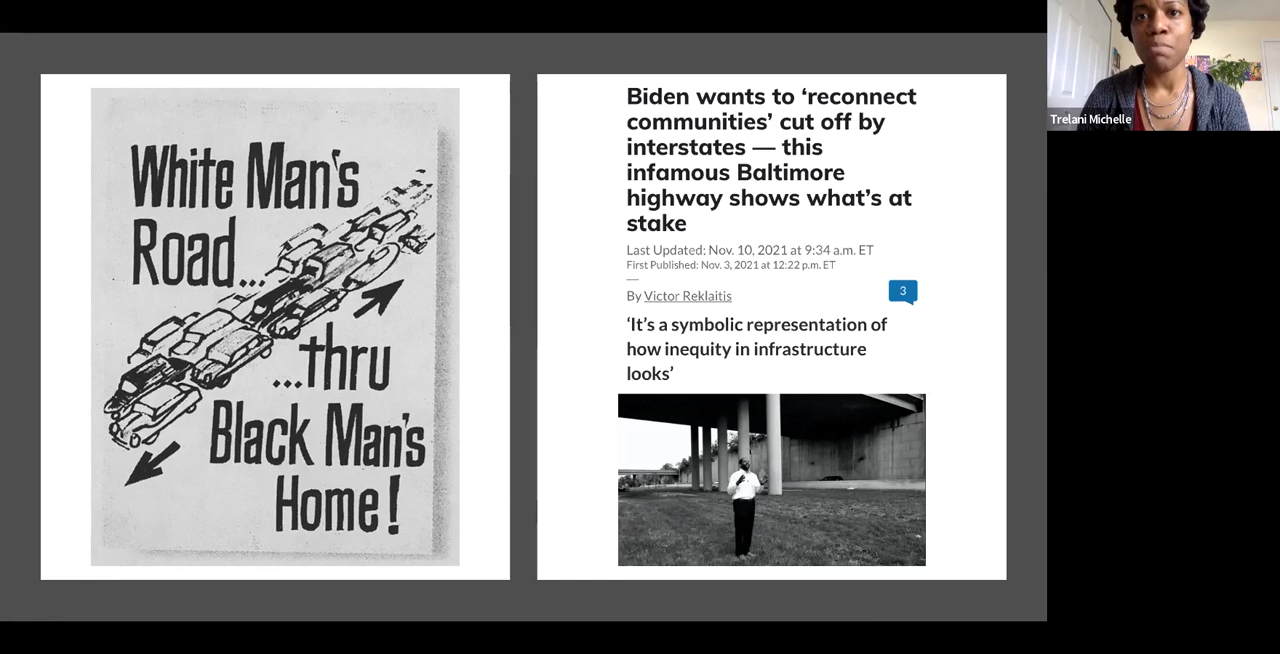 White Man's
Road...
...thru
Black Man's
Home!
Biden wants to ‘reconnect
communities’ cut off by
interstates — this
infamous Baltimore
highway shows what’s at
stake
Last Updated: Nov. 10, 2021 at 9:34 a.m. ET
First Published: Nov. 3, 2021 at 12:22 p.m. ET
By Victor Reklaitis
3
‘It’s a symbolic representation of
how inequity in infrastructure
looks’
Trelani Michelle